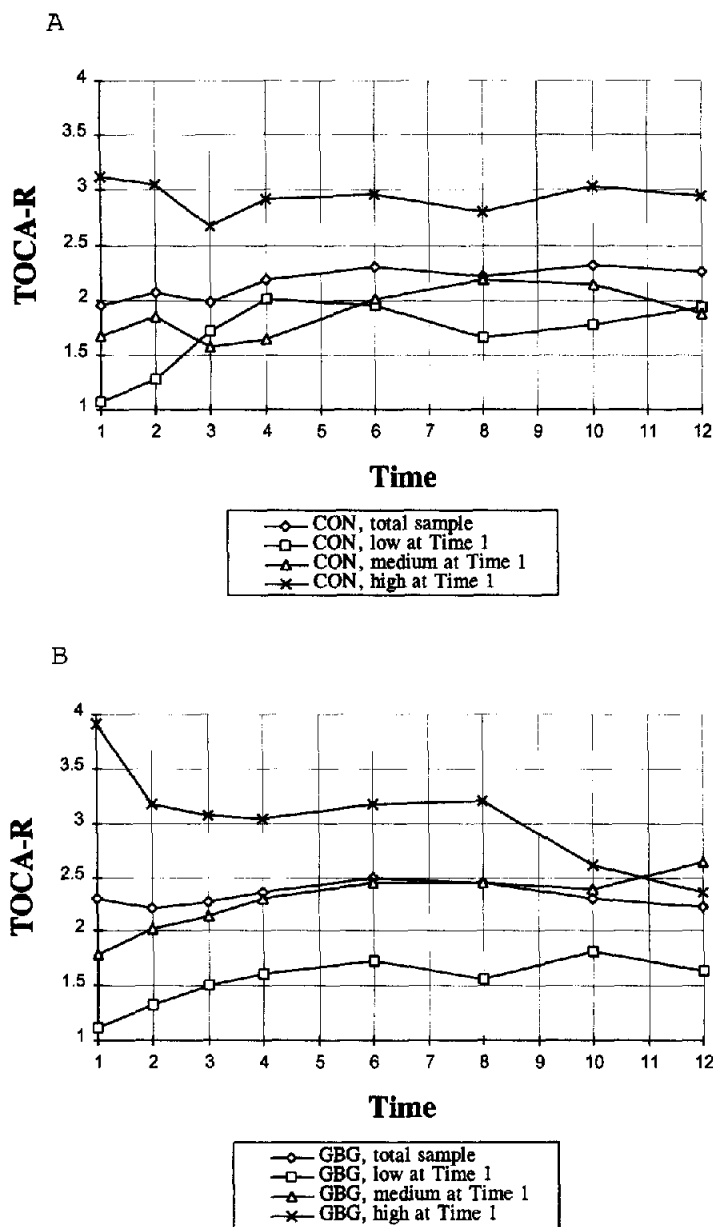 A
4
3.5
3
2.5
2
1.5
1
TOCA-R
1 2 3 4 5 6 7 8 9 10 11 12
Time
CON, total sample
CON, low at Time 1
CON, medium at Time 1
CON, high at Time 1
B
4
3.5
3
2.5
2
1.5
1
TOCA-R
1 2 3 4 5 6 7 8 9 10 11 12
Time
GBG, total sample
GBG, low at Time 1
GBG, medium at Time 1
GBG, high at Time 1